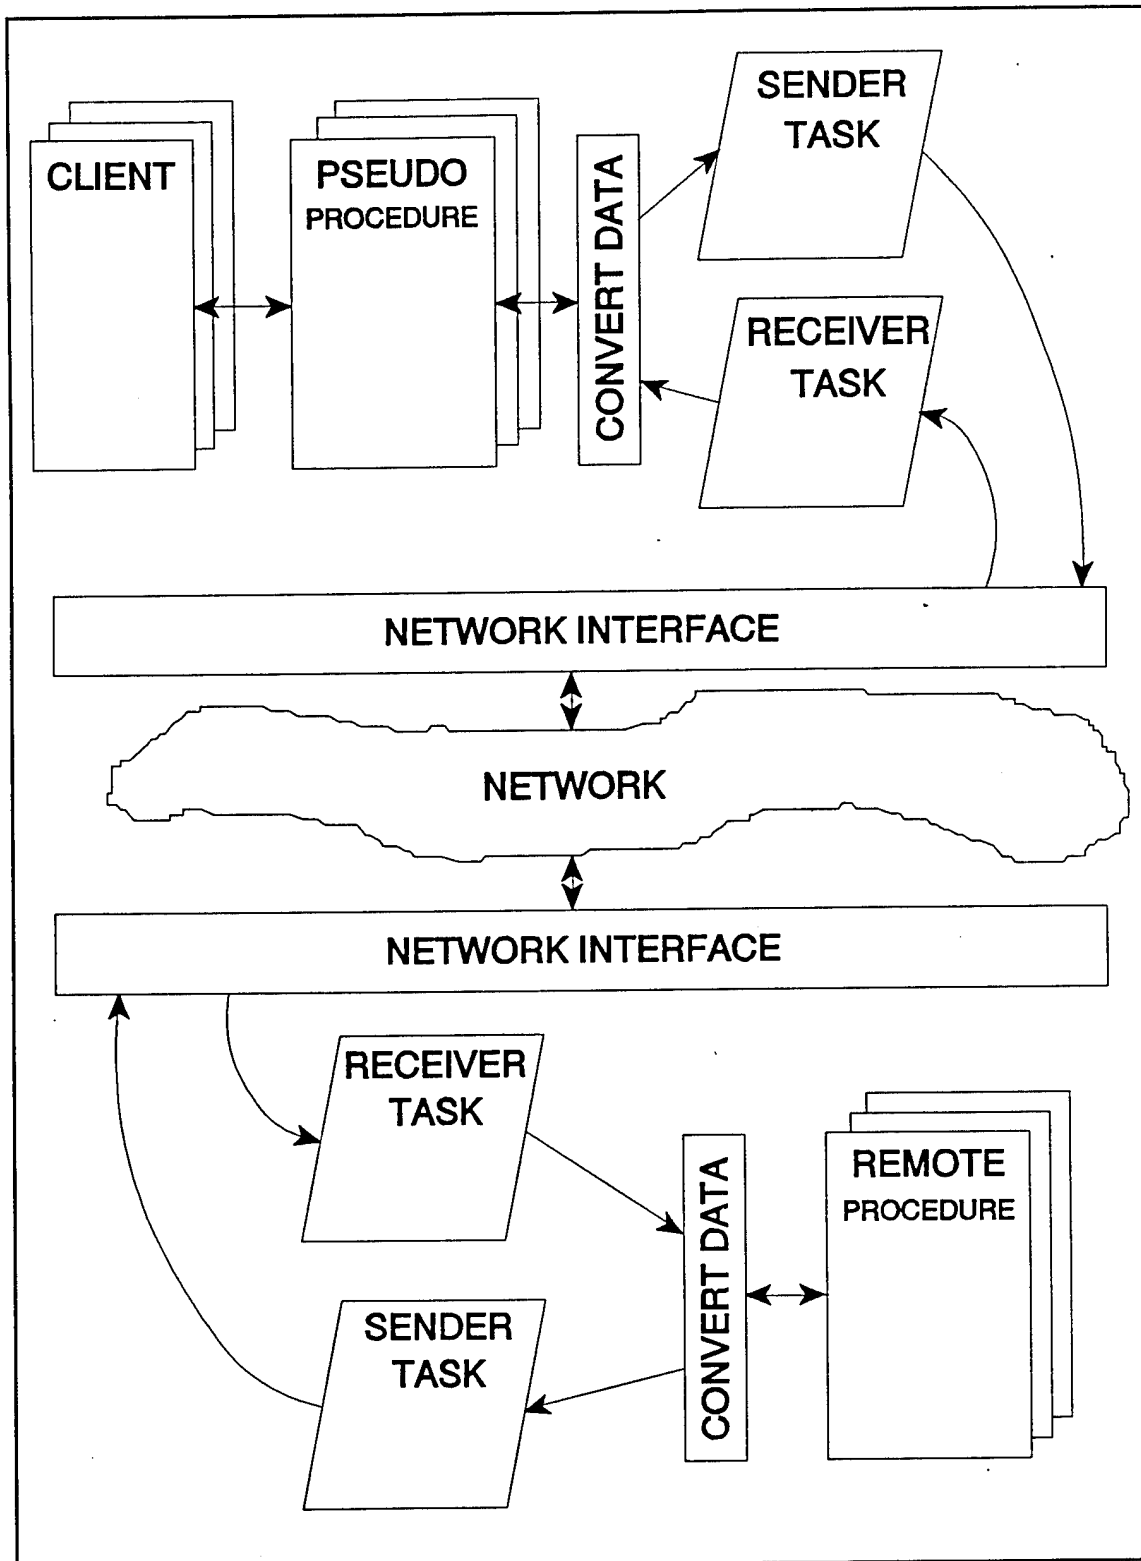 CLIENT
PSEUDO
PROCEDURE
CONVERT DATA
SENDER
TASK
RECEIVER
TASK
NETWORK INTERFACE
NETWORK
NETWORK INTERFACE
RECEIVER
TASK
SENDER
TASK
CONVERT DATA
REMOTE
PROCEDURE